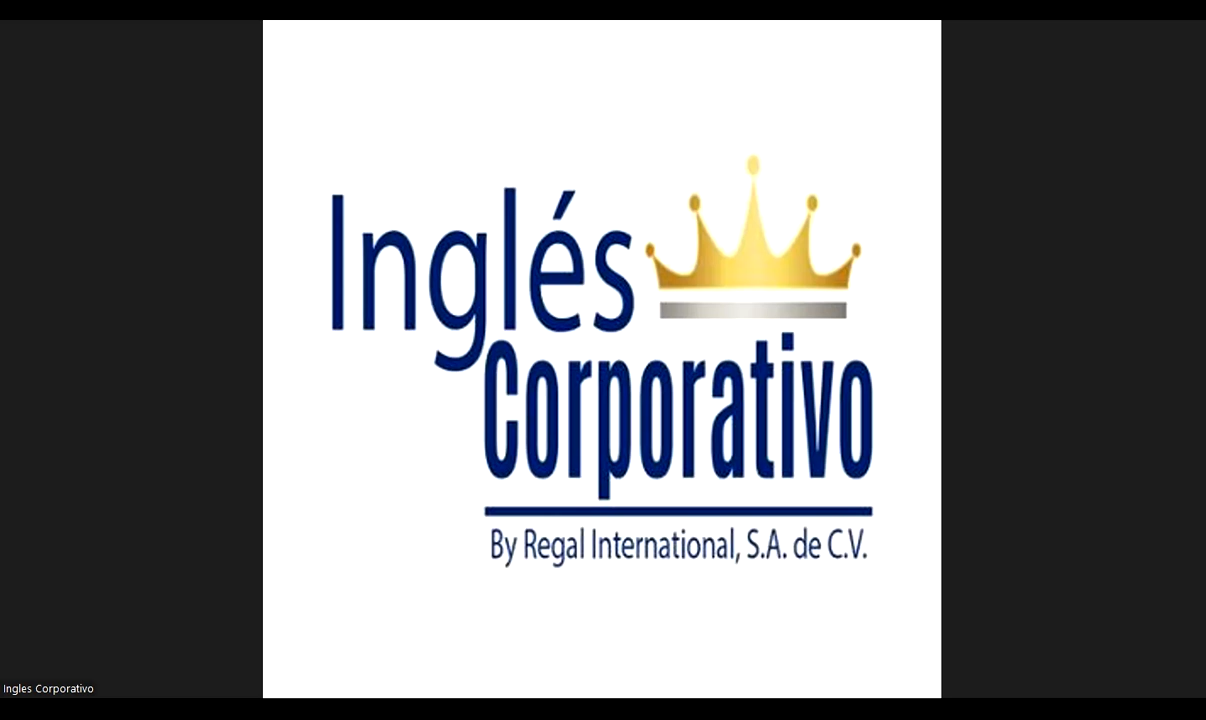 Inglés
Corporativo
By Regal International, S.A. de C.V.
Ingles Corporativo